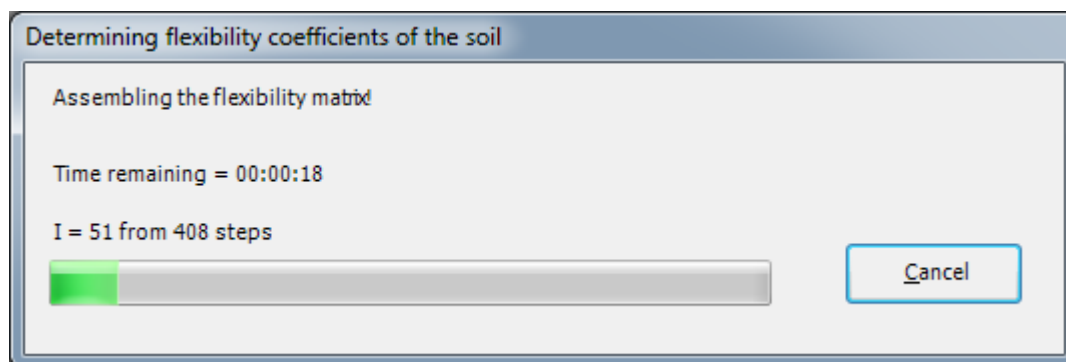 Determining flexibility coefficients of the soil
Assembling the flexibility matrix!
Time remaining = 00:00:18
I = 51 from 408 steps
Cancel